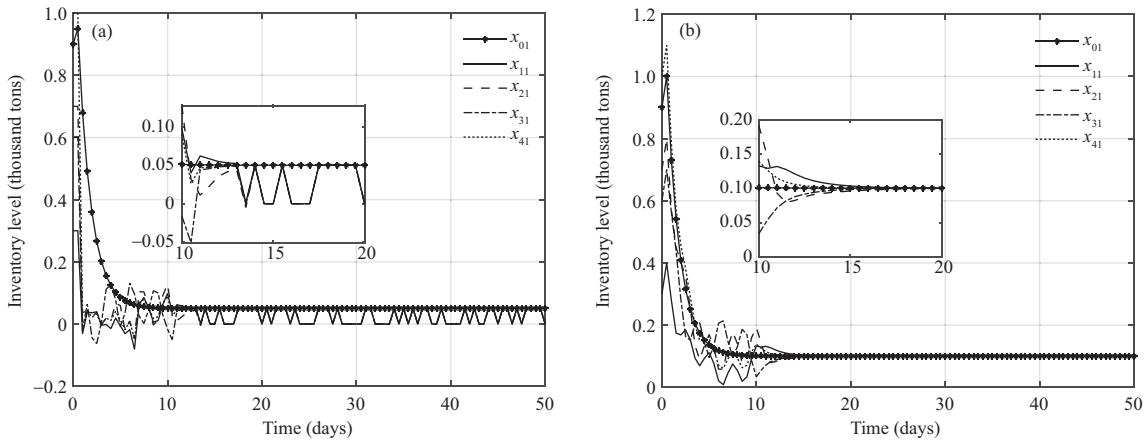 (a)
Inventory level (thousand tons)
1.0
0.8
0.6
0.4
0.2
0
−0.2
0 10 20 30 40 50
Time (days)
x01
x11
x21
x31
x41
0.10
0.05
0
−0.05
10 15 20
(b)
Inventory level (thousand tons)
1.2
1.0
0.8
0.6
0.4
0.2
0
0 10 20 30 40 50
Time (days)
x01
x11
x21
x31
x41
0.20
0.15
0.10
0.05
0
10 15 20